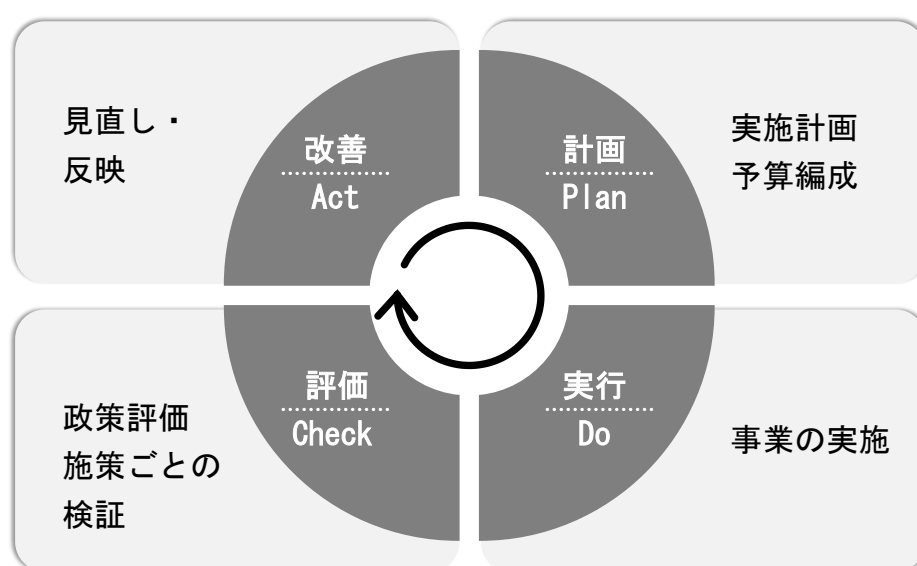 見直し・
反映
改善
Act
計画
Plan
実施計画
予算編成
政策評価
施策ごとの
検証
評価
Check
実行
Do
事業の実施